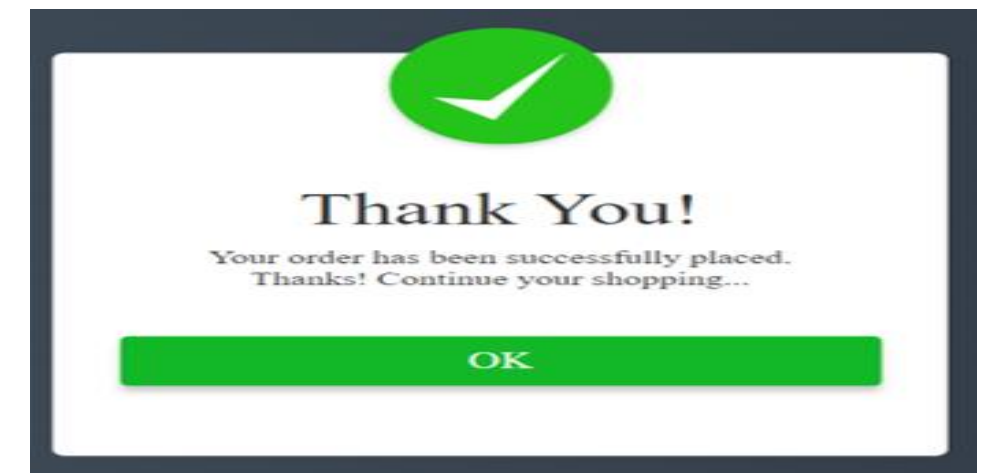 Thank You!
Your order has been successfully placed.
Thanks! Continue your shopping...
OK